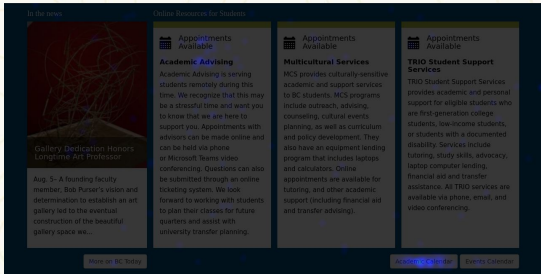 In the news
Online Resources for Students
Gallery Dedication Honors
Longtime Art Professor
Aug. 5– A founding faculty
member, Bob Purser's vision and
determination to establish an art
gallery led to the eventual
construction of the beautiful
gallery space we...
More on BC Today
Appointments
Available
Academic Advising
Academic Advising is serving
students remotely during this
time. We recognize that this may
be a stressful time and want you
to know that we are here to
support you. Appointments with
advisors can be made online and
can be held via phone
or Microsoft Teams video
conferencing. Questions can also
be submitted through an online
ticketing system. We look
forward to working with students
to plan their classes for future
quarters and assist with
university transfer planning.
Appointments
Available
Multicultural Services
MCS provides culturally-sensitive
academic and support services
to BC students. MCS programs
include outreach, advising,
counseling, cultural events
planning, as well as curriculum
and policy development. They
also have an equipment lending
program that includes laptops
and calculators. Online
appointments are available for
tutoring, and other academic
support (including financial aid
and transfer advising).
Appointments
Available
TRIO Student Support
Services
TRIO Student Support Services
provides academic and personal
support for eligible students who
are first-generation college
students, low-income students,
or students with a documented
disability. Services include
tutoring, study skills, advocacy,
laptop computer lending,
financial aid and transfer
assistance. All TRIO services are
available via phone, email, and
video conferencing.
Academic Calendar
Events Calendar